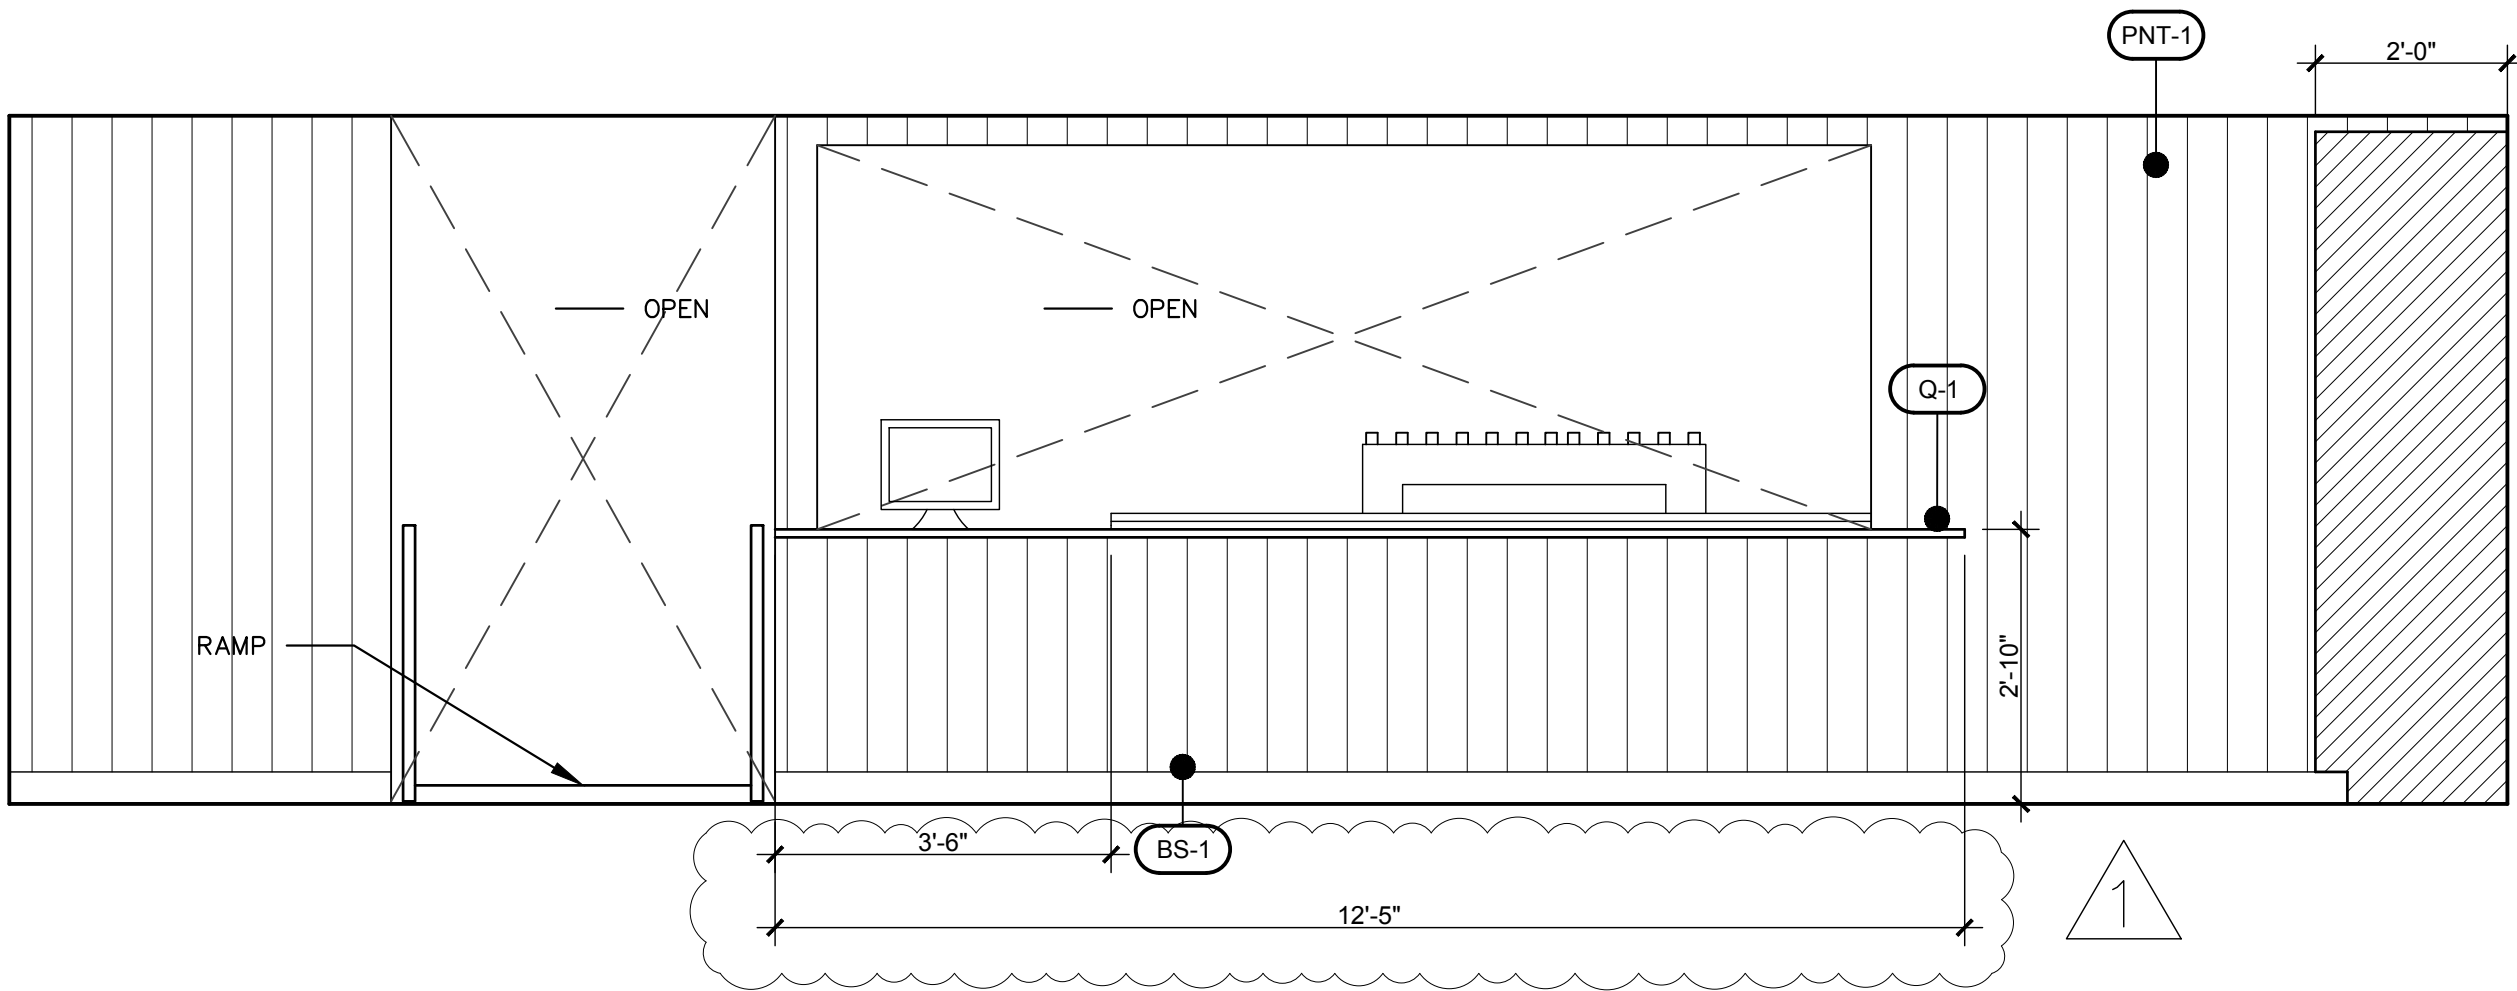 PNT-1
2'-0"
OPEN
OPEN
Q-1
RAMP
2'-10"
3'-6"
BS-1
12'-5"
1